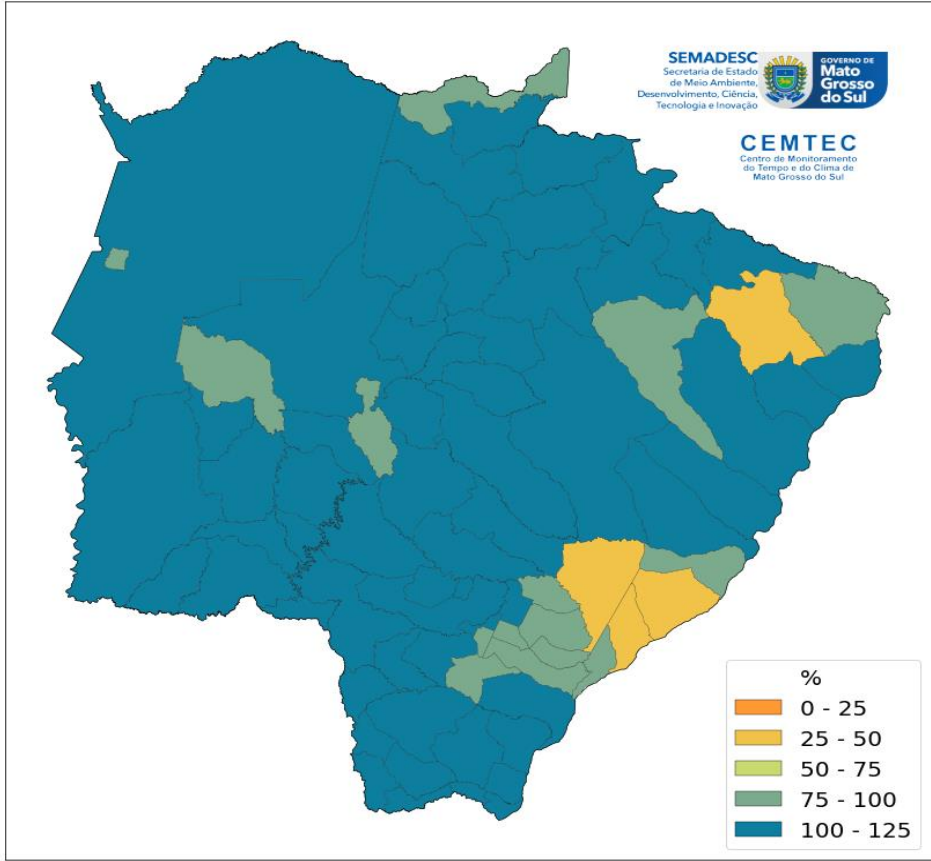 SEMADESC
Secretaria de Estado
de Meio Ambiente,
Desenvolvimento, Ciência,
Tecnologia e Inovação
GOVERNO DE
Mato
Grosso
do Sul
CEMTEC
Centro de Monitoramento
do Tempo e do Clima de
Mato Grosso do Sul
%
0 - 25
25 - 50
50 - 75
75 - 100
100 - 125